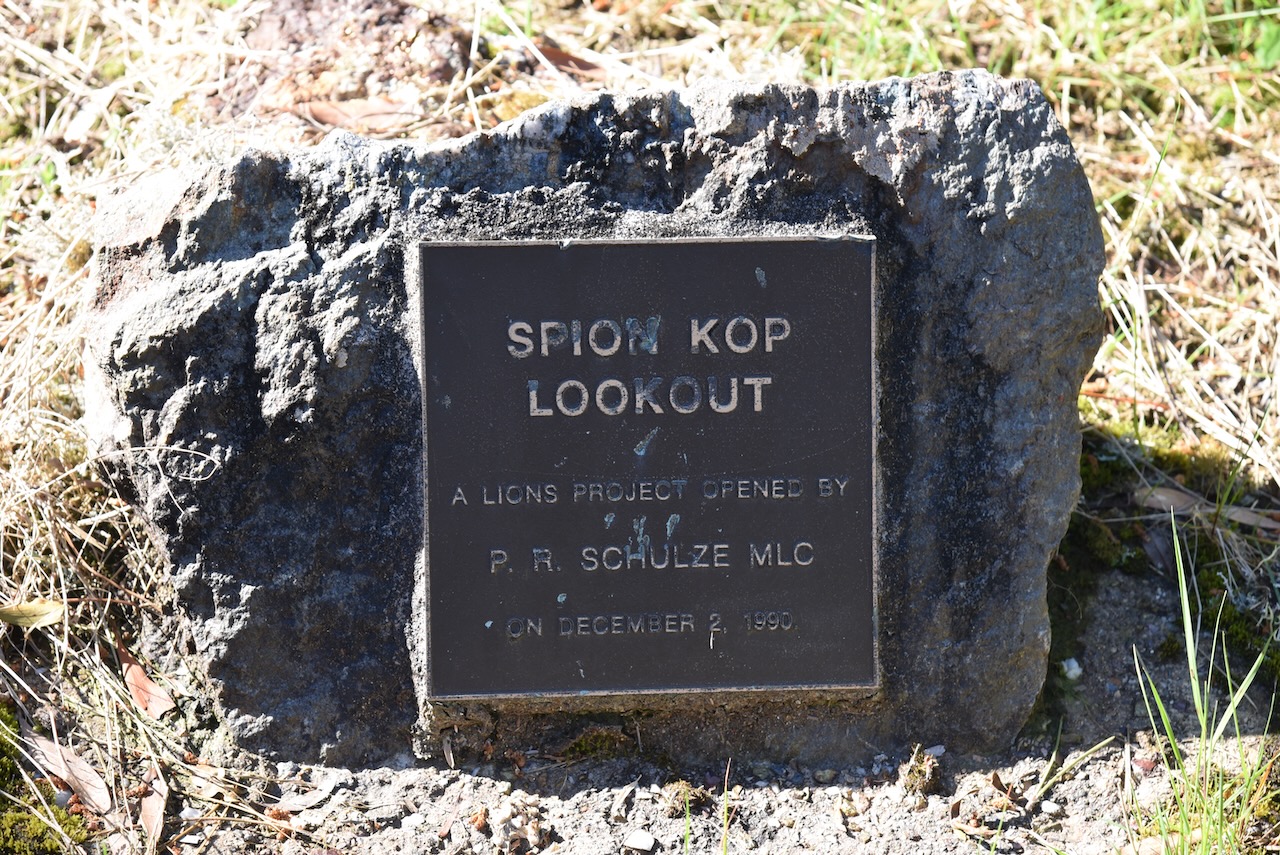 SPION KOP
LOOKOUT
A LIONS PROJECT OPENED BY
P. R. SCHULZE MLC
ON DECEMBER 2, 1990.